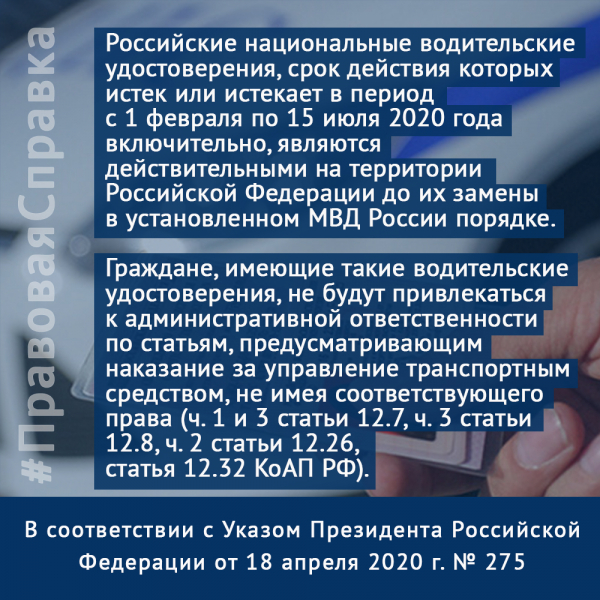 #ПравоваяСправка
Российские национальные водительские
удостоверения, срок действия которых
истек или истекает в период
с 1 февраля по 15 июля 2020 года
включительно, являются
действительными на территории
Российской Федерации до их замены
в установленном МВД России порядке.
Граждане, имеющие такие водительские
удостоверения, не будут привлекаться
к административной ответственности
по статьям, предусматривающим
наказание за управление транспортным
средством, не имея соответствующего
права (ч. 1 и 3 статьи 12.7, ч. 3 статьи
12.8, ч. 2 статьи 12.26,
статья 12.32 КоАП РФ).
В соответствии с Указом Президента Российской
Федерации от 18 апреля 2020 г. № 275